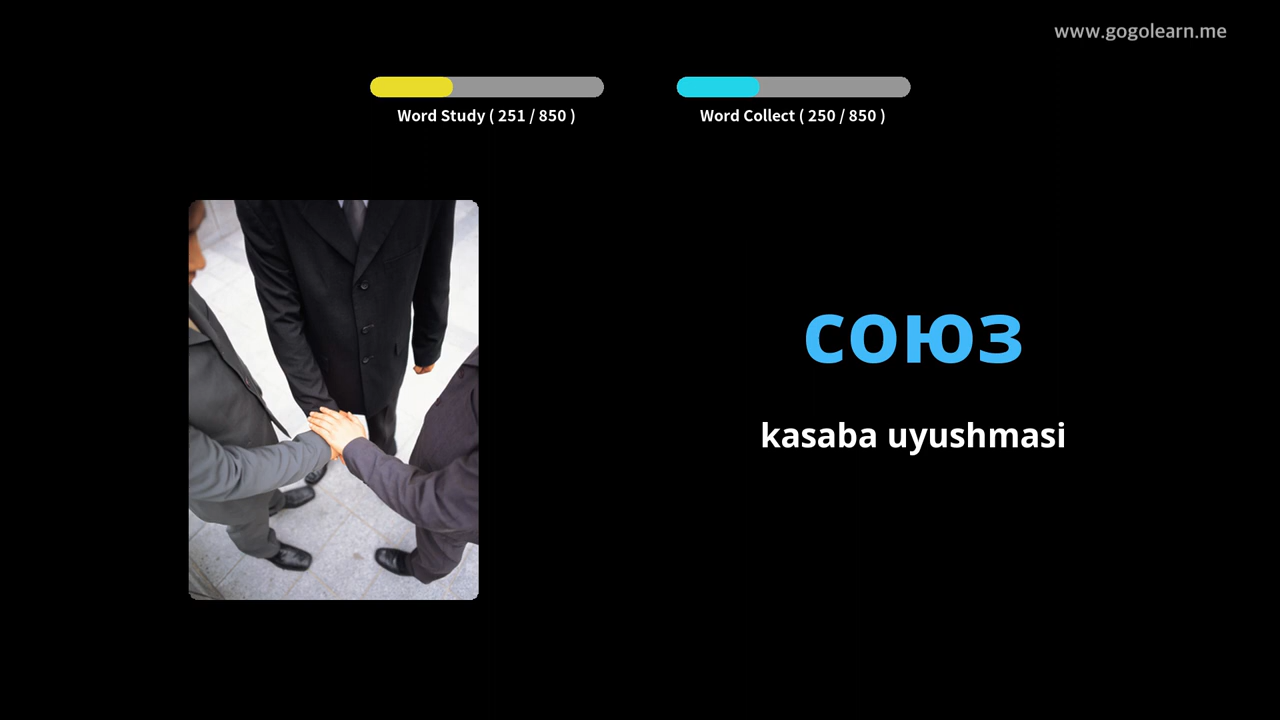 www.gogolearn.me
Word Study ( 251 / 850 )
Word Collect ( 250 / 850 )
союз
kasaba uyushmasi